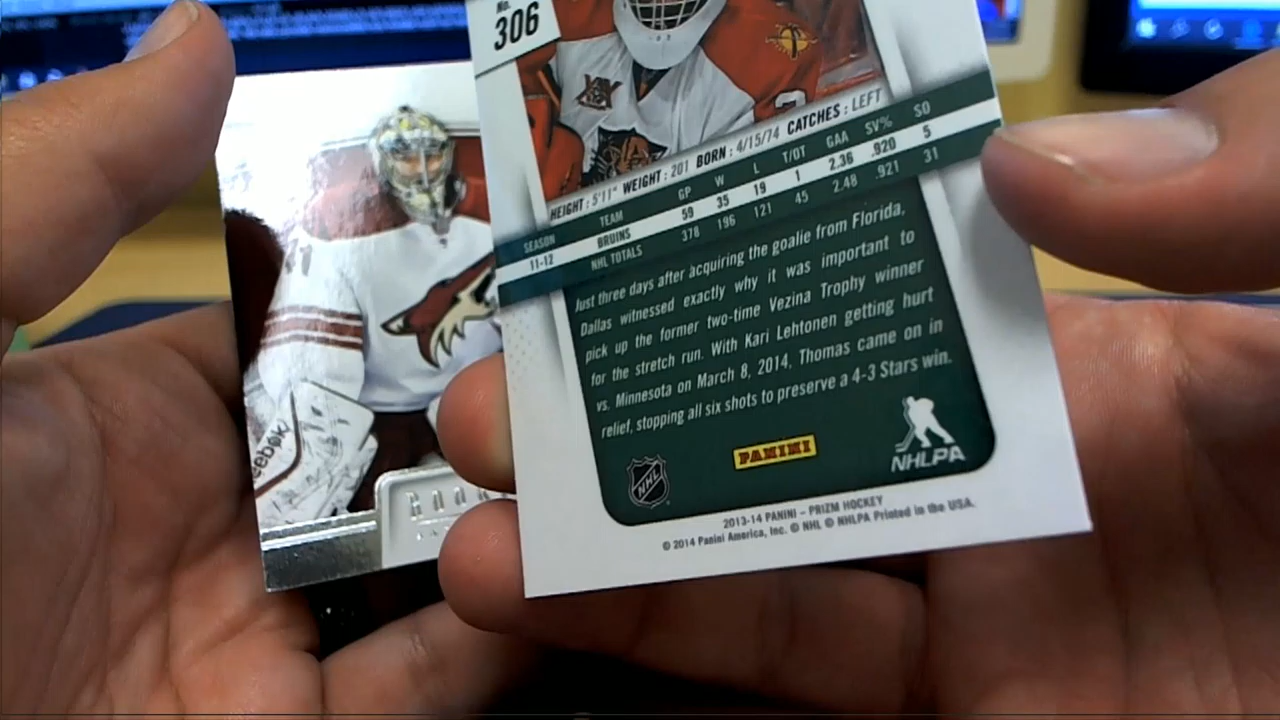 No.
306
HEIGHT : 5'11" WEIGHT : 201 BORN : 4/15/74 CATCHES : LEFT
SEASON TEAM GP W L T/OT GAA SV% SO
11-12 BRUINS 59 35 19 1 2.36 .920 5
NHL TOTALS 378 196 121 45 2.48 .921 31
Just three days after acquiring the goalie from Florida,
Dallas witnessed exactly why it was important to
pick up the former two-time Vezina Trophy winner
for the stretch run. With Kari Lehtonen getting hurt
vs. Minnesota on March 8, 2014, Thomas came on in
relief, stopping all six shots to preserve a 4-3 Stars win.
NHL
PANINI
NHLPA
2013-14 PANINI – PRIZM HOCKEY
© 2014 Panini America, Inc. © NHL © NHLPA Printed in the USA.